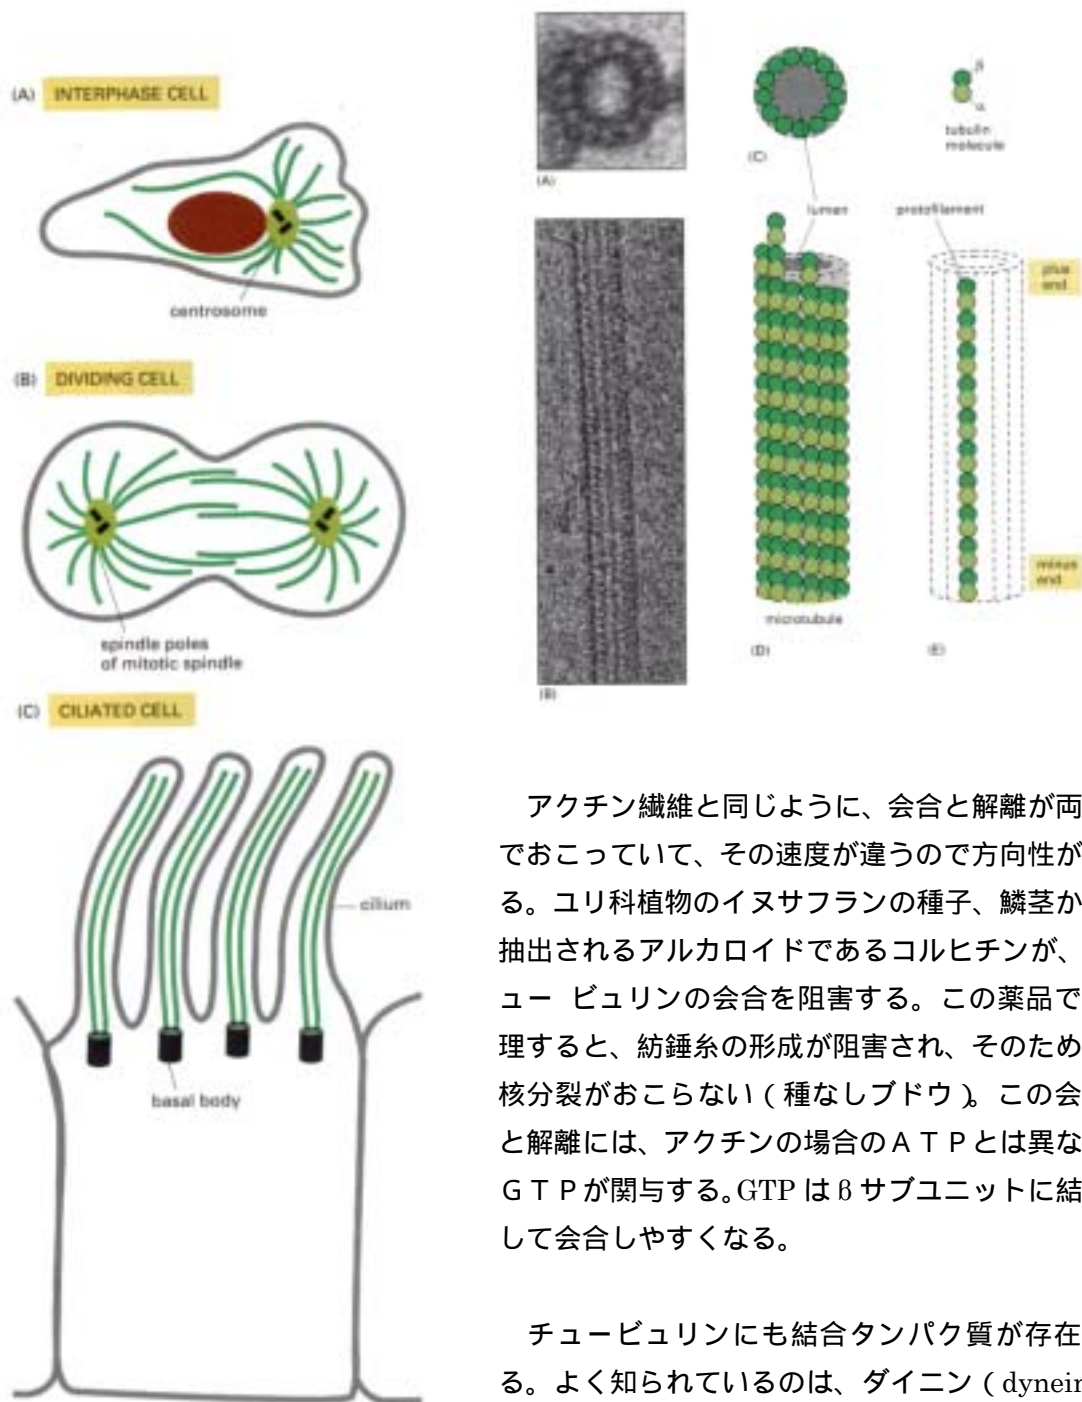 (A) INTERPHASE CELL
centrosome
(B) DIVIDING CELL
spindle poles
of mitotic spindle
(C) CILIATED CELL
cilium
basal body
(A)
(B)
(C)
β
α
tubulin
molecule
lumen
protofilament
plus
end
minus
end
microtubule
(D)
(E)
アクチン繊維と同じように、会合と解離が両
でおこっていて、その速度が違うので方向性が
る。ユリ科植物のイヌサフランの種子、鱗茎か
抽出されるアルカロイドであるコルヒチンが、
ュー ビュリンの会合を阻害する。この薬品で
理すると、紡錘糸の形成が阻害され、そのため
核分裂がおこらない(種なしブドウ)。この会
と解離には、アクチンの場合のＡＴＰとは異な
ＧＴＰが関与する。GTP はβサブユニットに結
して会合しやすくなる。
チュービュリンにも結合タンパク質が存在
る。よく知られているのは、ダイニン(dynein